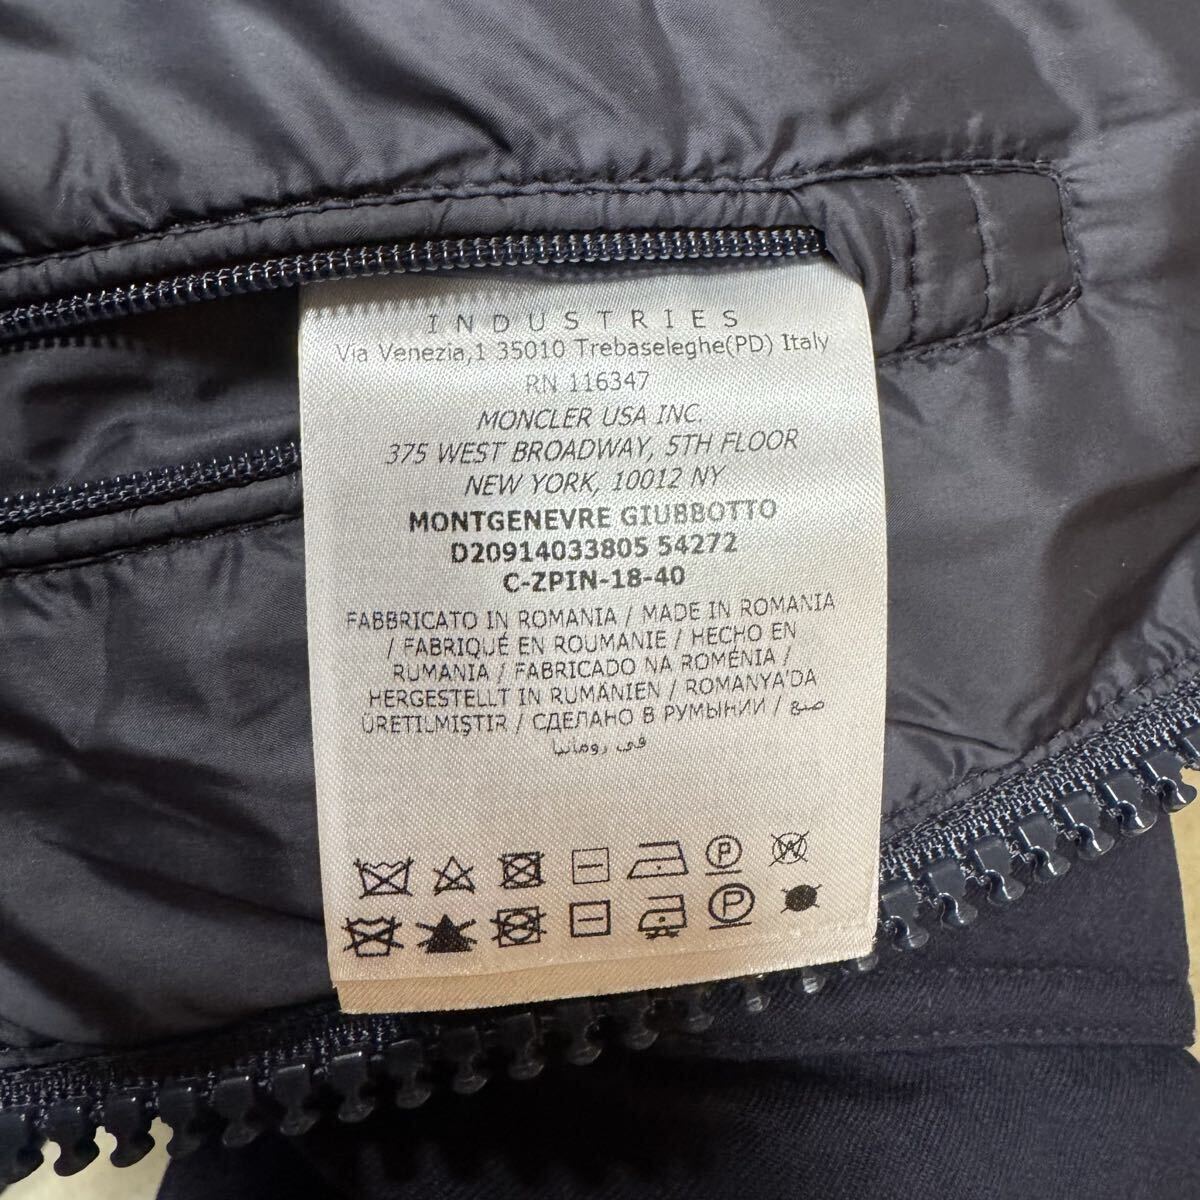 INDUSTRIES
Via Venezia,1 35010 Trebaseleghe(PD) Italy
RN 116347
MONCLER USA INC.
375 WEST BROADWAY, 5TH FLOOR
NEW YORK, 10012 NY
MONTGENEVRE GIUBBOTTO
D20914033805 54272
C-ZPIN-18-40
FABBRICATO IN ROMANIA / MADE IN ROMANIA
/ FABRIQUÉ EN ROUMANIE / HECHO EN
RUMANIA / FABRICADO NA ROMÉNIA /
HERGESTELLT IN RUMÄNIEN / ROMANYA'DA
ÜRETILMIŞTIR / СДЕЛАНО В РУМЫНИИ / صنع
في رومانيا
P W
P